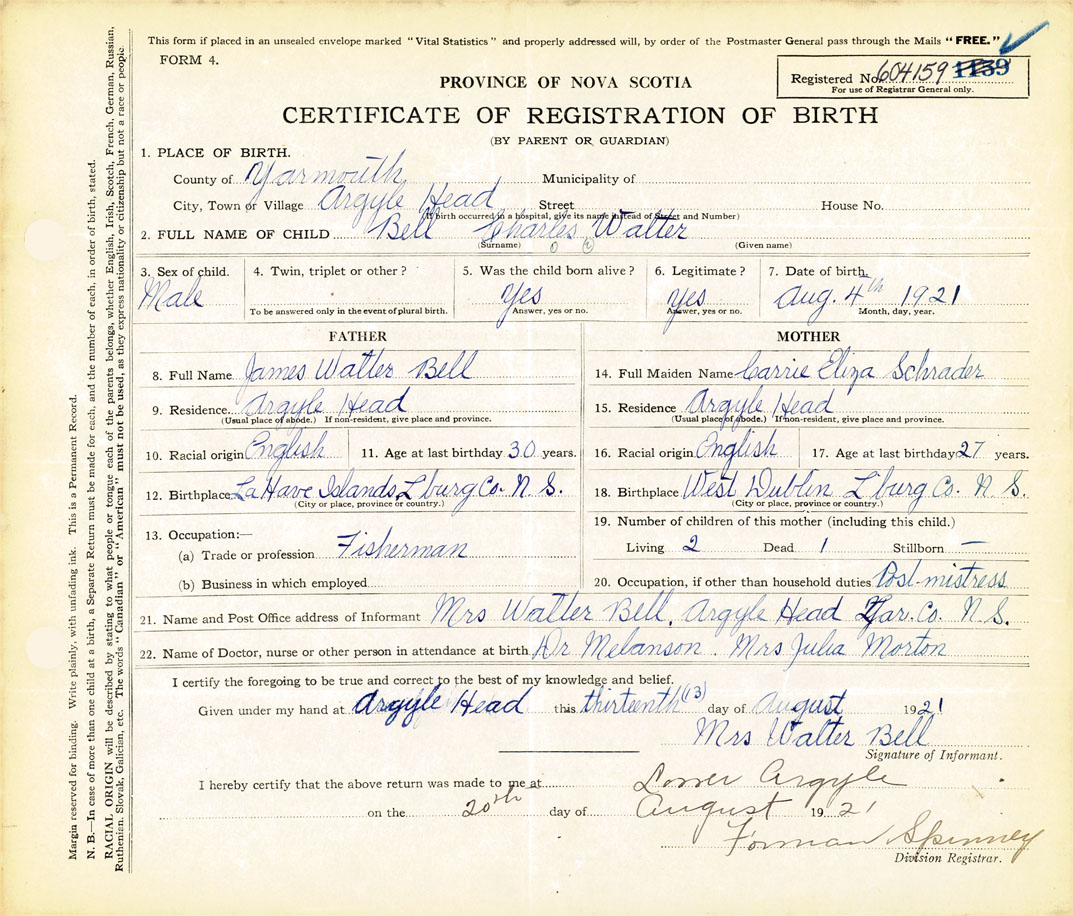 This form if placed in an unsealed envelope marked "Vital Statistics" and properly addressed will, by order of the Postmaster General pass through the Mails "FREE."
FORM 4.
Registered No. 604159 1139
For use of Registrar General only.
PROVINCE OF NOVA SCOTIA
CERTIFICATE OF REGISTRATION OF BIRTH
(BY PARENT OR GUARDIAN)
1. PLACE OF BIRTH.
County of Yarmouth Municipality of
City, Town or Village Argyle Head Street House No.
(If birth occurred in a hospital, give its name instead of Street and Number)
2. FULL NAME OF CHILD Bell Charles Walter
(Surname) (Given name)
3. Sex of child. 4. Twin, triplet or other? 5. Was the child born alive? 6. Legitimate? 7. Date of birth.
Male Yes Yes Aug. 4th 1921
To be answered only in the event of plural birth. Answer, yes or no. Answer, yes or no. Month, day, year.
FATHER
8. Full Name James Walter Bell
9. Residence Argyle Head
(Usual place of abode.) If non-resident, give place and province.
10. Racial origin English 11. Age at last birthday 30 years.
12. Birthplace La Have Islands L'burg Co. N. S.
(City or place, province or country.)
13. Occupation:—
(a) Trade or profession Fisherman
(b) Business in which employed
MOTHER
14. Full Maiden Name Carrie Eliza Schrader
15. Residence Argyle Head
(Usual place of abode.) If non-resident, give place and province.
16. Racial origin English 17. Age at last birthday 27 years.
18. Birthplace West Dublin L'burg Co. N. S.
(City or place, province or country.)
19. Number of children of this mother (including this child.)
Living 2 Dead 1 Stillborn —
20. Occupation, if other than household duties Post-mistress
21. Name and Post Office address of Informant Mrs Walter Bell, Argyle Head Yar. Co. N. S.
22. Name of Doctor, nurse or other person in attendance at birth Dr Melanson. Mrs Julia Morton
I certify the foregoing to be true and correct to the best of my knowledge and belief.
Given under my hand at Argyle Head this thirteenth (13) day of August 1921
Mrs Walter Bell
Signature of Informant.
I hereby certify that the above return was made to me at Lower Argyle
on the 20th day of August 1921
Forman Spinney
Division Registrar.
Margin reserved for binding. Write plainly, with unfading ink. This is a Permanent Record.
N. B.—In case of more than one child at a birth, a Separate Return must be made for each, and the number of each, in order of birth, stated.
RACIAL ORIGIN will be described by stating to what people or tongue each of the parents belongs, whether English, Irish, Scotch, French, German, Russian,
Ruthenian, Slovak, Galician, etc. The words "Canadian" or "American" must not be used, as they express nationality or citizenship but not a race or people.